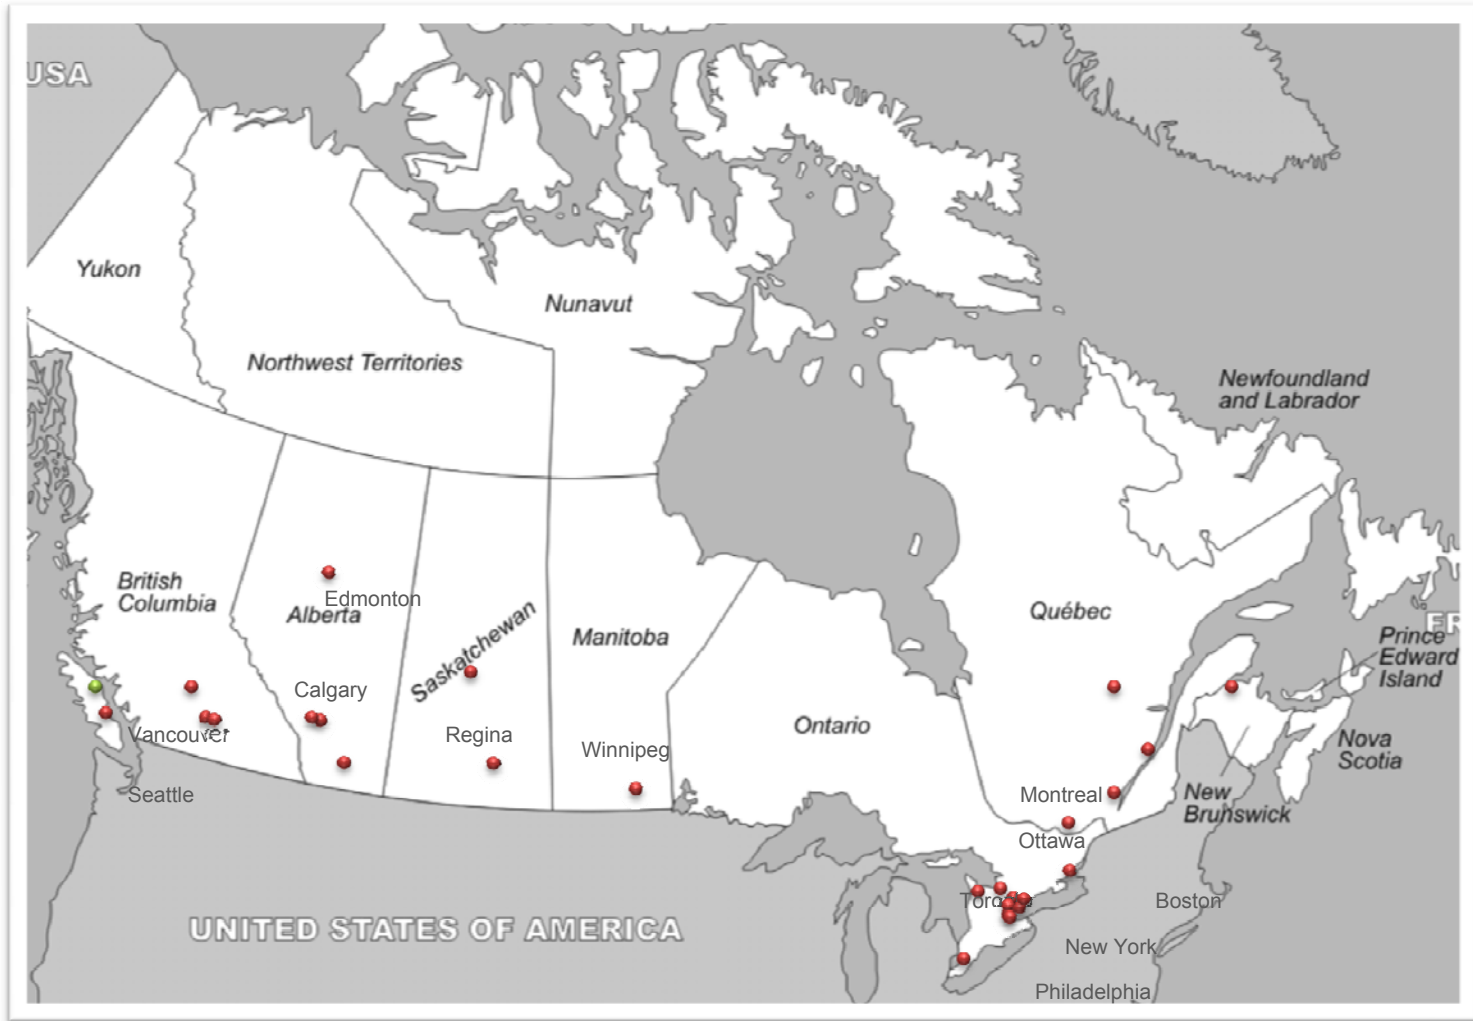 USA
Yukon
Nunavut
Northwest Territories
Newfoundland
and Labrador
British
Columbia
Edmonton
Alberta
Saskatchewan
Manitoba
Québec
FR
Prince
Edward
Island
Calgary
Vancouver
Regina
Winnipeg
Ontario
Nova
Scotia
Seattle
Montreal
New
Brunswick
Ottawa
Toronto
Boston
UNITED STATES OF AMERICA
New York
Philadelphia